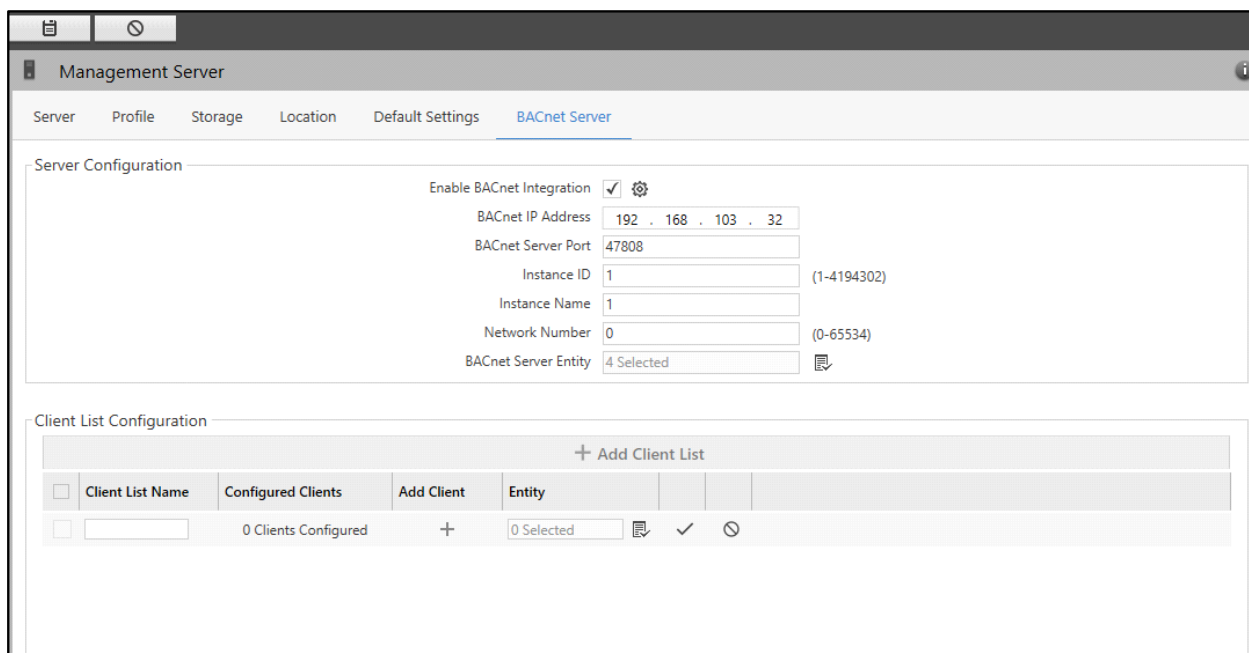 Management Server
Server Profile Storage Location Default Settings BACnet Server
Server Configuration
Enable BACnet Integration
BACnet IP Address 192 . 168 . 103 . 32
BACnet Server Port 47808
Instance ID 1 (1-4194302)
Instance Name 1
Network Number 0 (0-65534)
BACnet Server Entity 4 Selected
Client List Configuration
+ Add Client List
Client List Name Configured Clients Add Client Entity
0 Clients Configured + 0 Selected